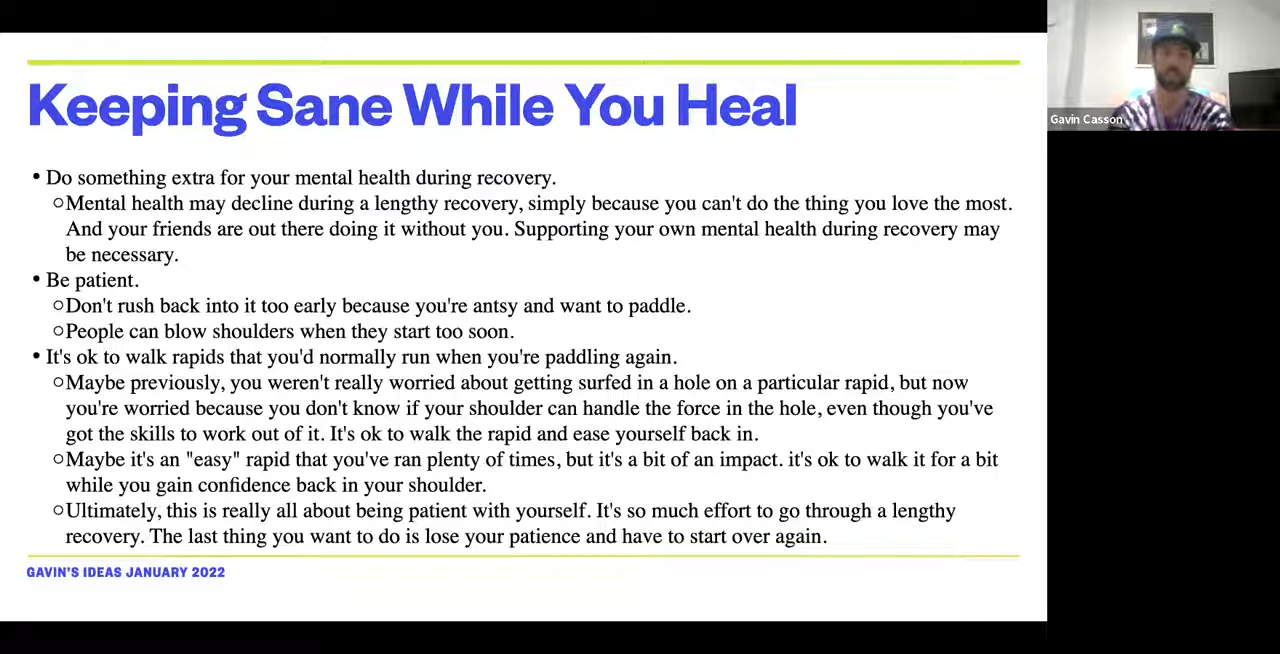 Keeping Sane While You Heal
• Do something extra for your mental health during recovery.
○Mental health may decline during a lengthy recovery, simply because you can't do the thing you love the most.
And your friends are out there doing it without you. Supporting your own mental health during recovery may
be necessary.
• Be patient.
○Don't rush back into it too early because you're antsy and want to paddle.
○People can blow shoulders when they start too soon.
• It's ok to walk rapids that you'd normally run when you're paddling again.
○Maybe previously, you weren't really worried about getting surfed in a hole on a particular rapid, but now
you're worried because you don't know if your shoulder can handle the force in the hole, even though you've
got the skills to work out of it. It's ok to walk the rapid and ease yourself back in.
○Maybe it's an "easy" rapid that you've ran plenty of times, but it's a bit of an impact. it's ok to walk it for a bit
while you gain confidence back in your shoulder.
○Ultimately, this is really all about being patient with yourself. It's so much effort to go through a lengthy
recovery. The last thing you want to do is lose your patience and have to start over again.
GAVIN'S IDEAS JANUARY 2022
Gavin Casson